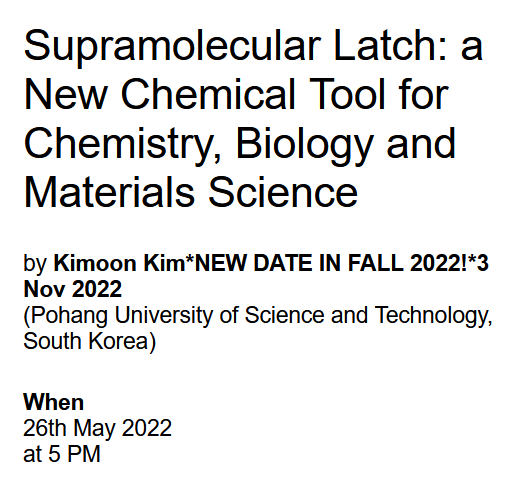 Supramolecular Latch: a
New Chemical Tool for
Chemistry, Biology and
Materials Science
by Kimoon Kim*NEW DATE IN FALL 2022!*3
Nov 2022
(Pohang University of Science and Technology,
South Korea)
When
26th May 2022
at 5 PM